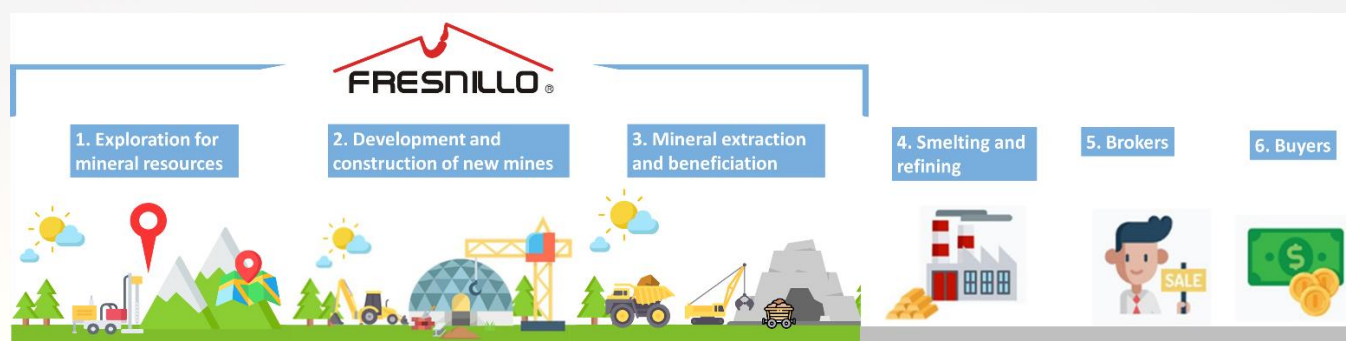 FRESNILLO ®
1. Exploration for
mineral resources
2. Development and
construction of new mines
3. Mineral extraction
and beneficiation
4. Smelting and
refining
5. Brokers
6. Buyers
SALE
$